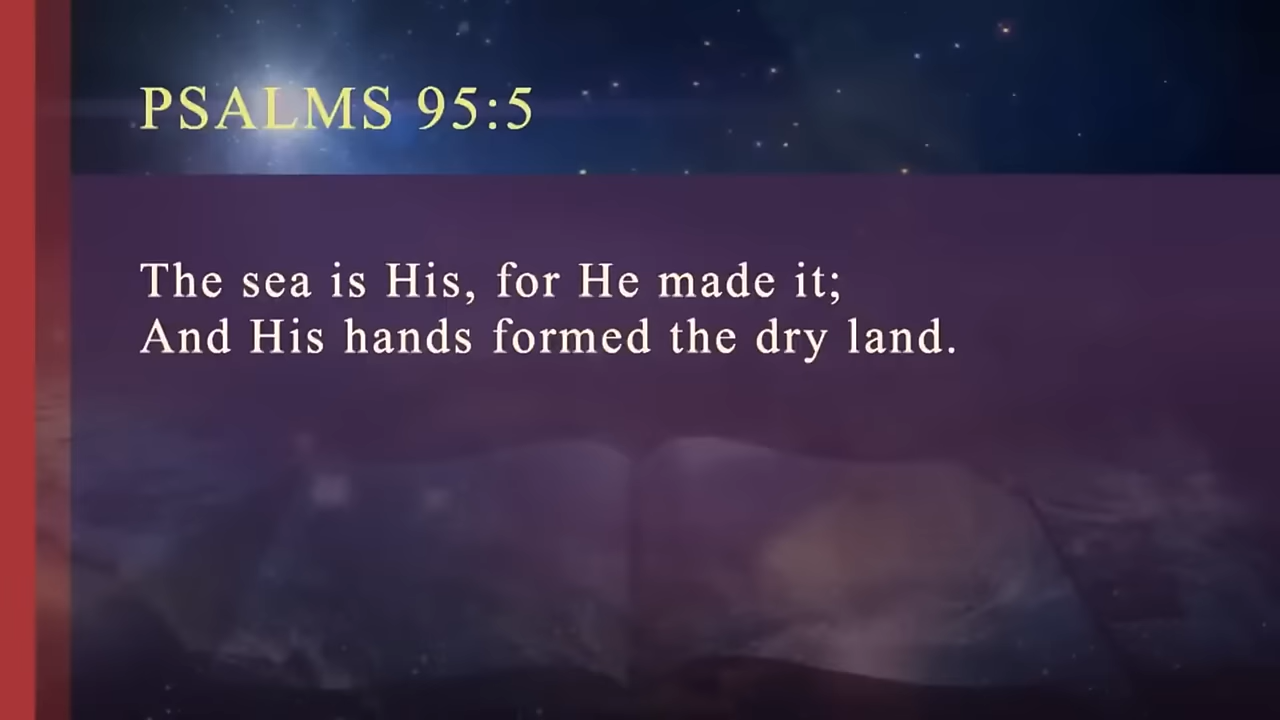 PSALMS 95:5
The sea is His, for He made it;
And His hands formed the dry land.